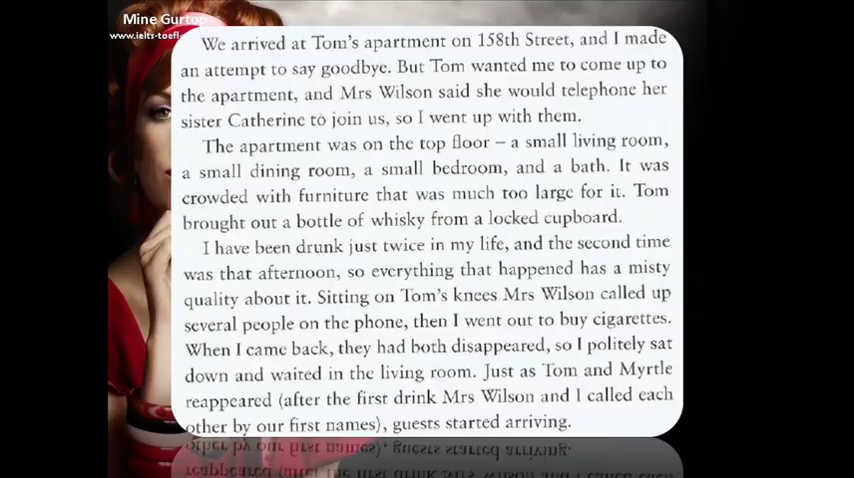 Mine Gurtop
We arrived at Tom's apartment on 158th Street, and I made
an attempt to say goodbye. But Tom wanted me to come up to
the apartment, and Mrs Wilson said she would telephone her
sister Catherine to join us, so I went up with them.
The apartment was on the top floor – a small living room,
a small dining room, a small bedroom, and a bath. It was
crowded with furniture that was much too large for it. Tom
brought out a bottle of whisky from a locked cupboard.
I have been drunk just twice in my life, and the second time
was that afternoon, so everything that happened has a misty
quality about it. Sitting on Tom's knees Mrs Wilson called up
several people on the phone, then I went out to buy cigarettes.
When I came back, they had both disappeared, so I politely sat
down and waited in the living room. Just as Tom and Myrtle
reappeared (after the first drink Mrs Wilson and I called each
other by our first names), guests started arriving.